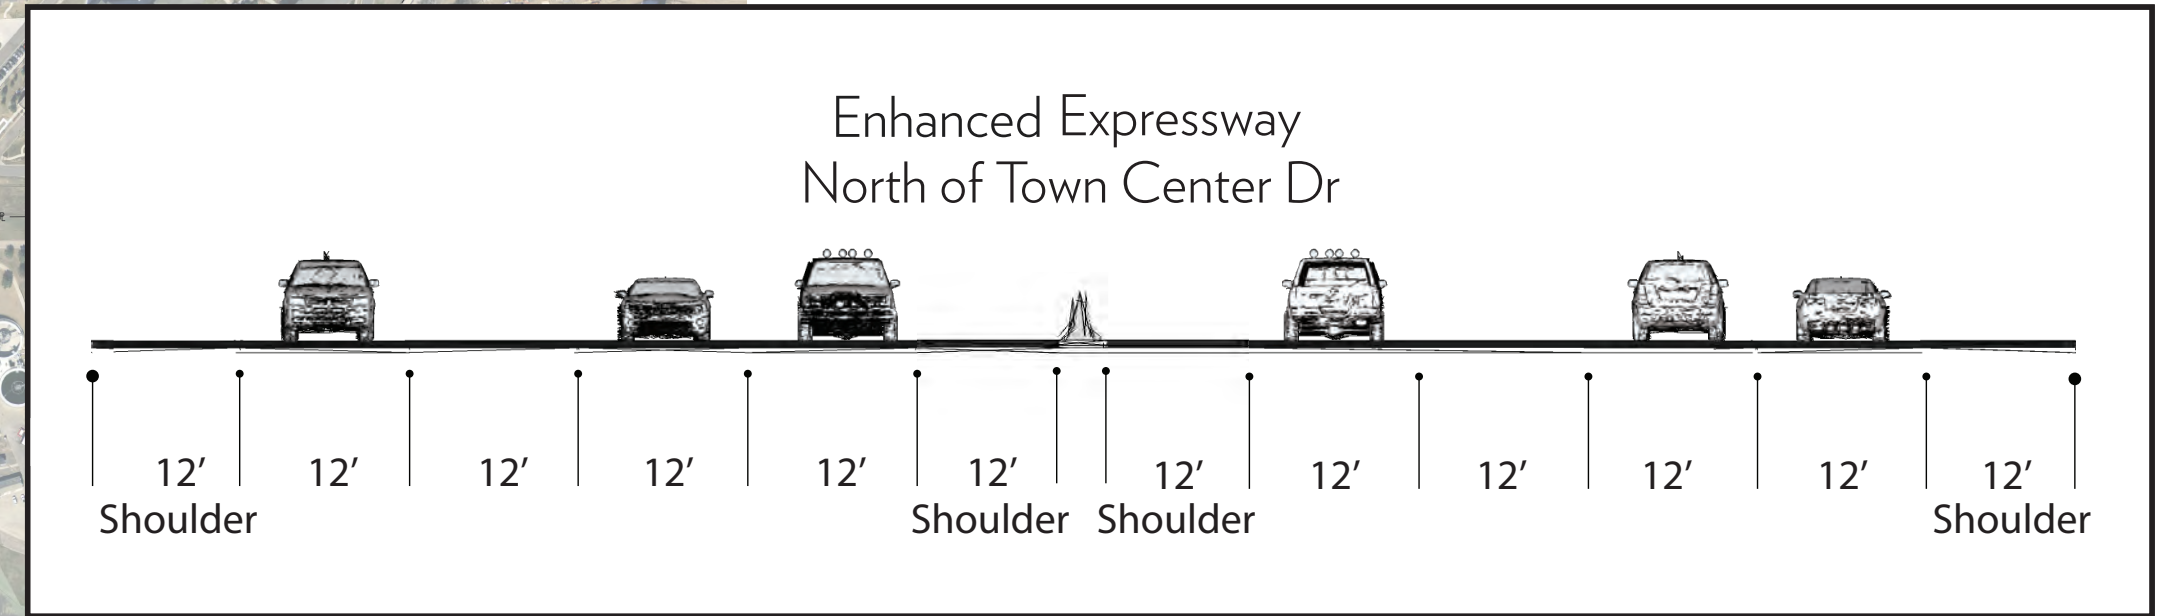 Enhanced Expressway
North of Town Center Dr
12’ 12’ 12’ 12’ 12’ 12’ 12’ 12’ 12’ 12’ 12’ 12’
Shoulder Shoulder Shoulder Shoulder